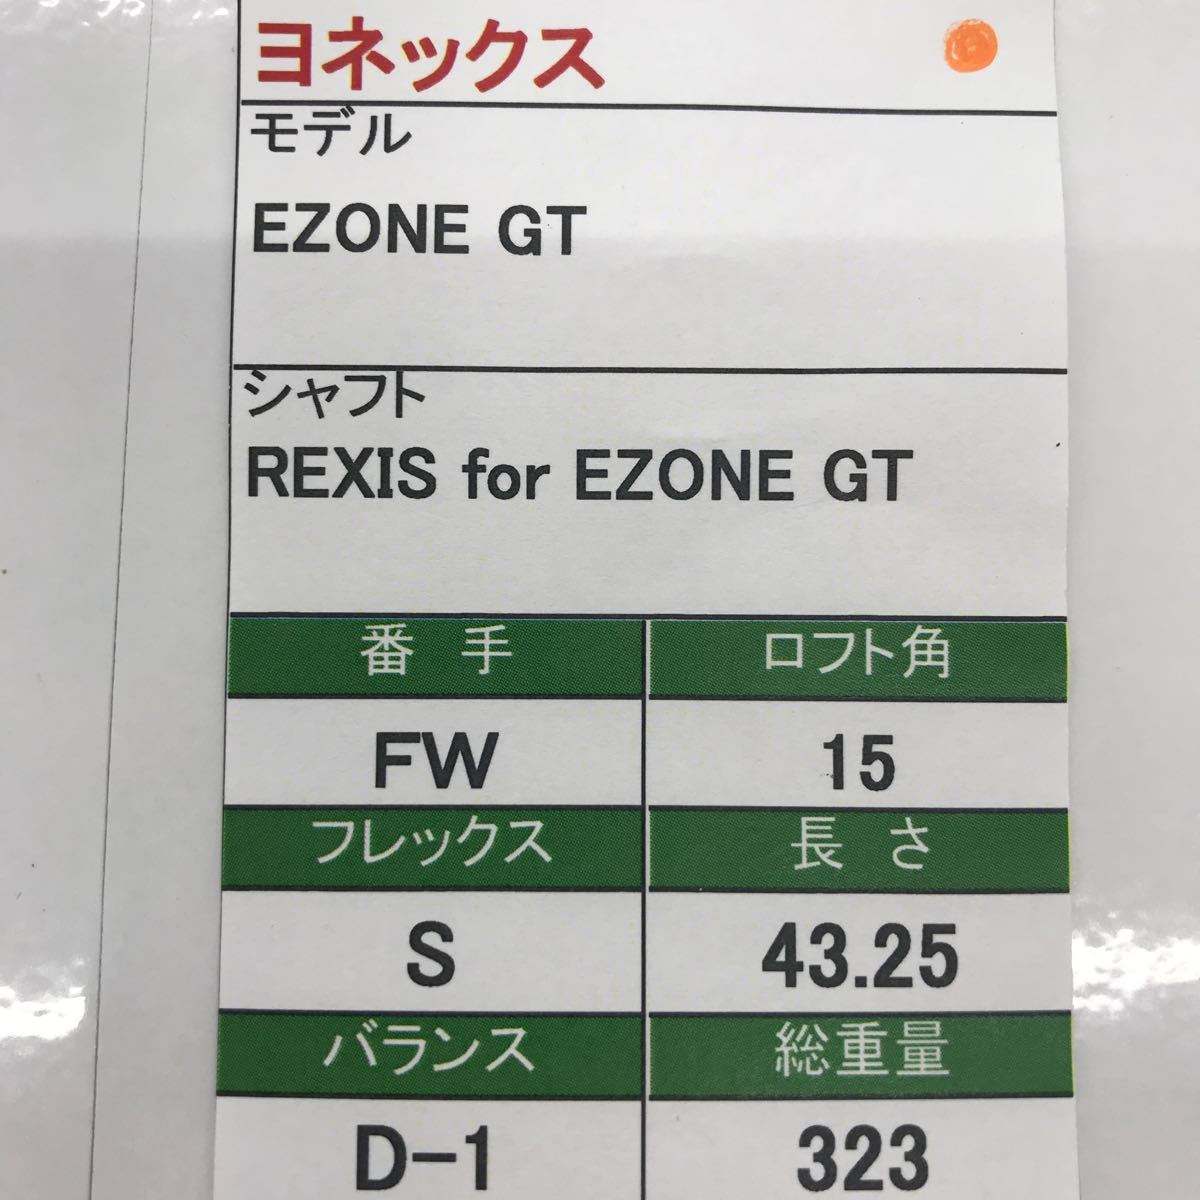 ヨネックス
モデル
EZONE GT
シャフト
REXIS for EZONE GT
番 手 ロフト角
FW 15
フレックス 長 さ
S 43.25
バランス 総重量
D-1 323